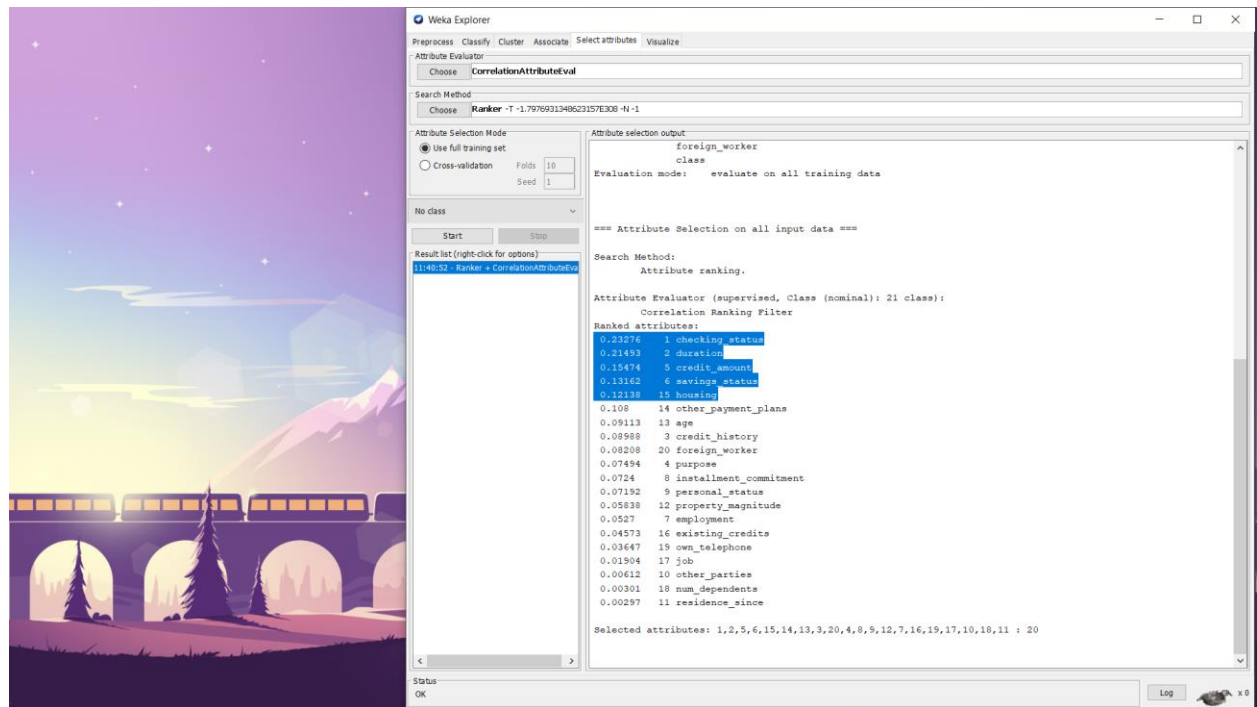 Weka Explorer
Preprocess Classify Cluster Associate Select attributes Visualize
Attribute Evaluator
Choose CorrelationAttributeEval
Search Method
Choose Ranker -T -1.7976931348623157E308 -N -1
Attribute Selection Mode
Use full training set
Cross-validation Folds 10
Seed 1
No class
Start Stop
Result list (right-click for options)
11:40:52 - Ranker + CorrelationAttributeEva
Attribute selection output
foreign_worker
class
Evaluation mode: evaluate on all training data
=== Attribute Selection on all input data ===
Search Method:
Attribute ranking.
Attribute Evaluator (supervised, Class (nominal): 21 class):
Correlation Ranking Filter
Ranked attributes:
0.23276 1 checking_status
0.21493 2 duration
0.15474 5 credit_amount
0.13162 6 savings_status
0.12138 15 housing
0.108 14 other_payment_plans
0.09113 13 age
0.08988 3 credit_history
0.08208 20 foreign_worker
0.07494 4 purpose
0.0724 8 installment_commitment
0.07192 9 personal_status
0.05838 12 property_magnitude
0.0527 7 employment
0.04573 16 existing_credits
0.03647 19 own_telephone
0.01904 17 job
0.00612 10 other_parties
0.00301 18 num_dependents
0.00297 11 residence_since
Selected attributes: 1,2,5,6,15,14,13,3,20,4,8,9,12,7,16,19,17,10,18,11 : 20
Status
OK
Log x 0